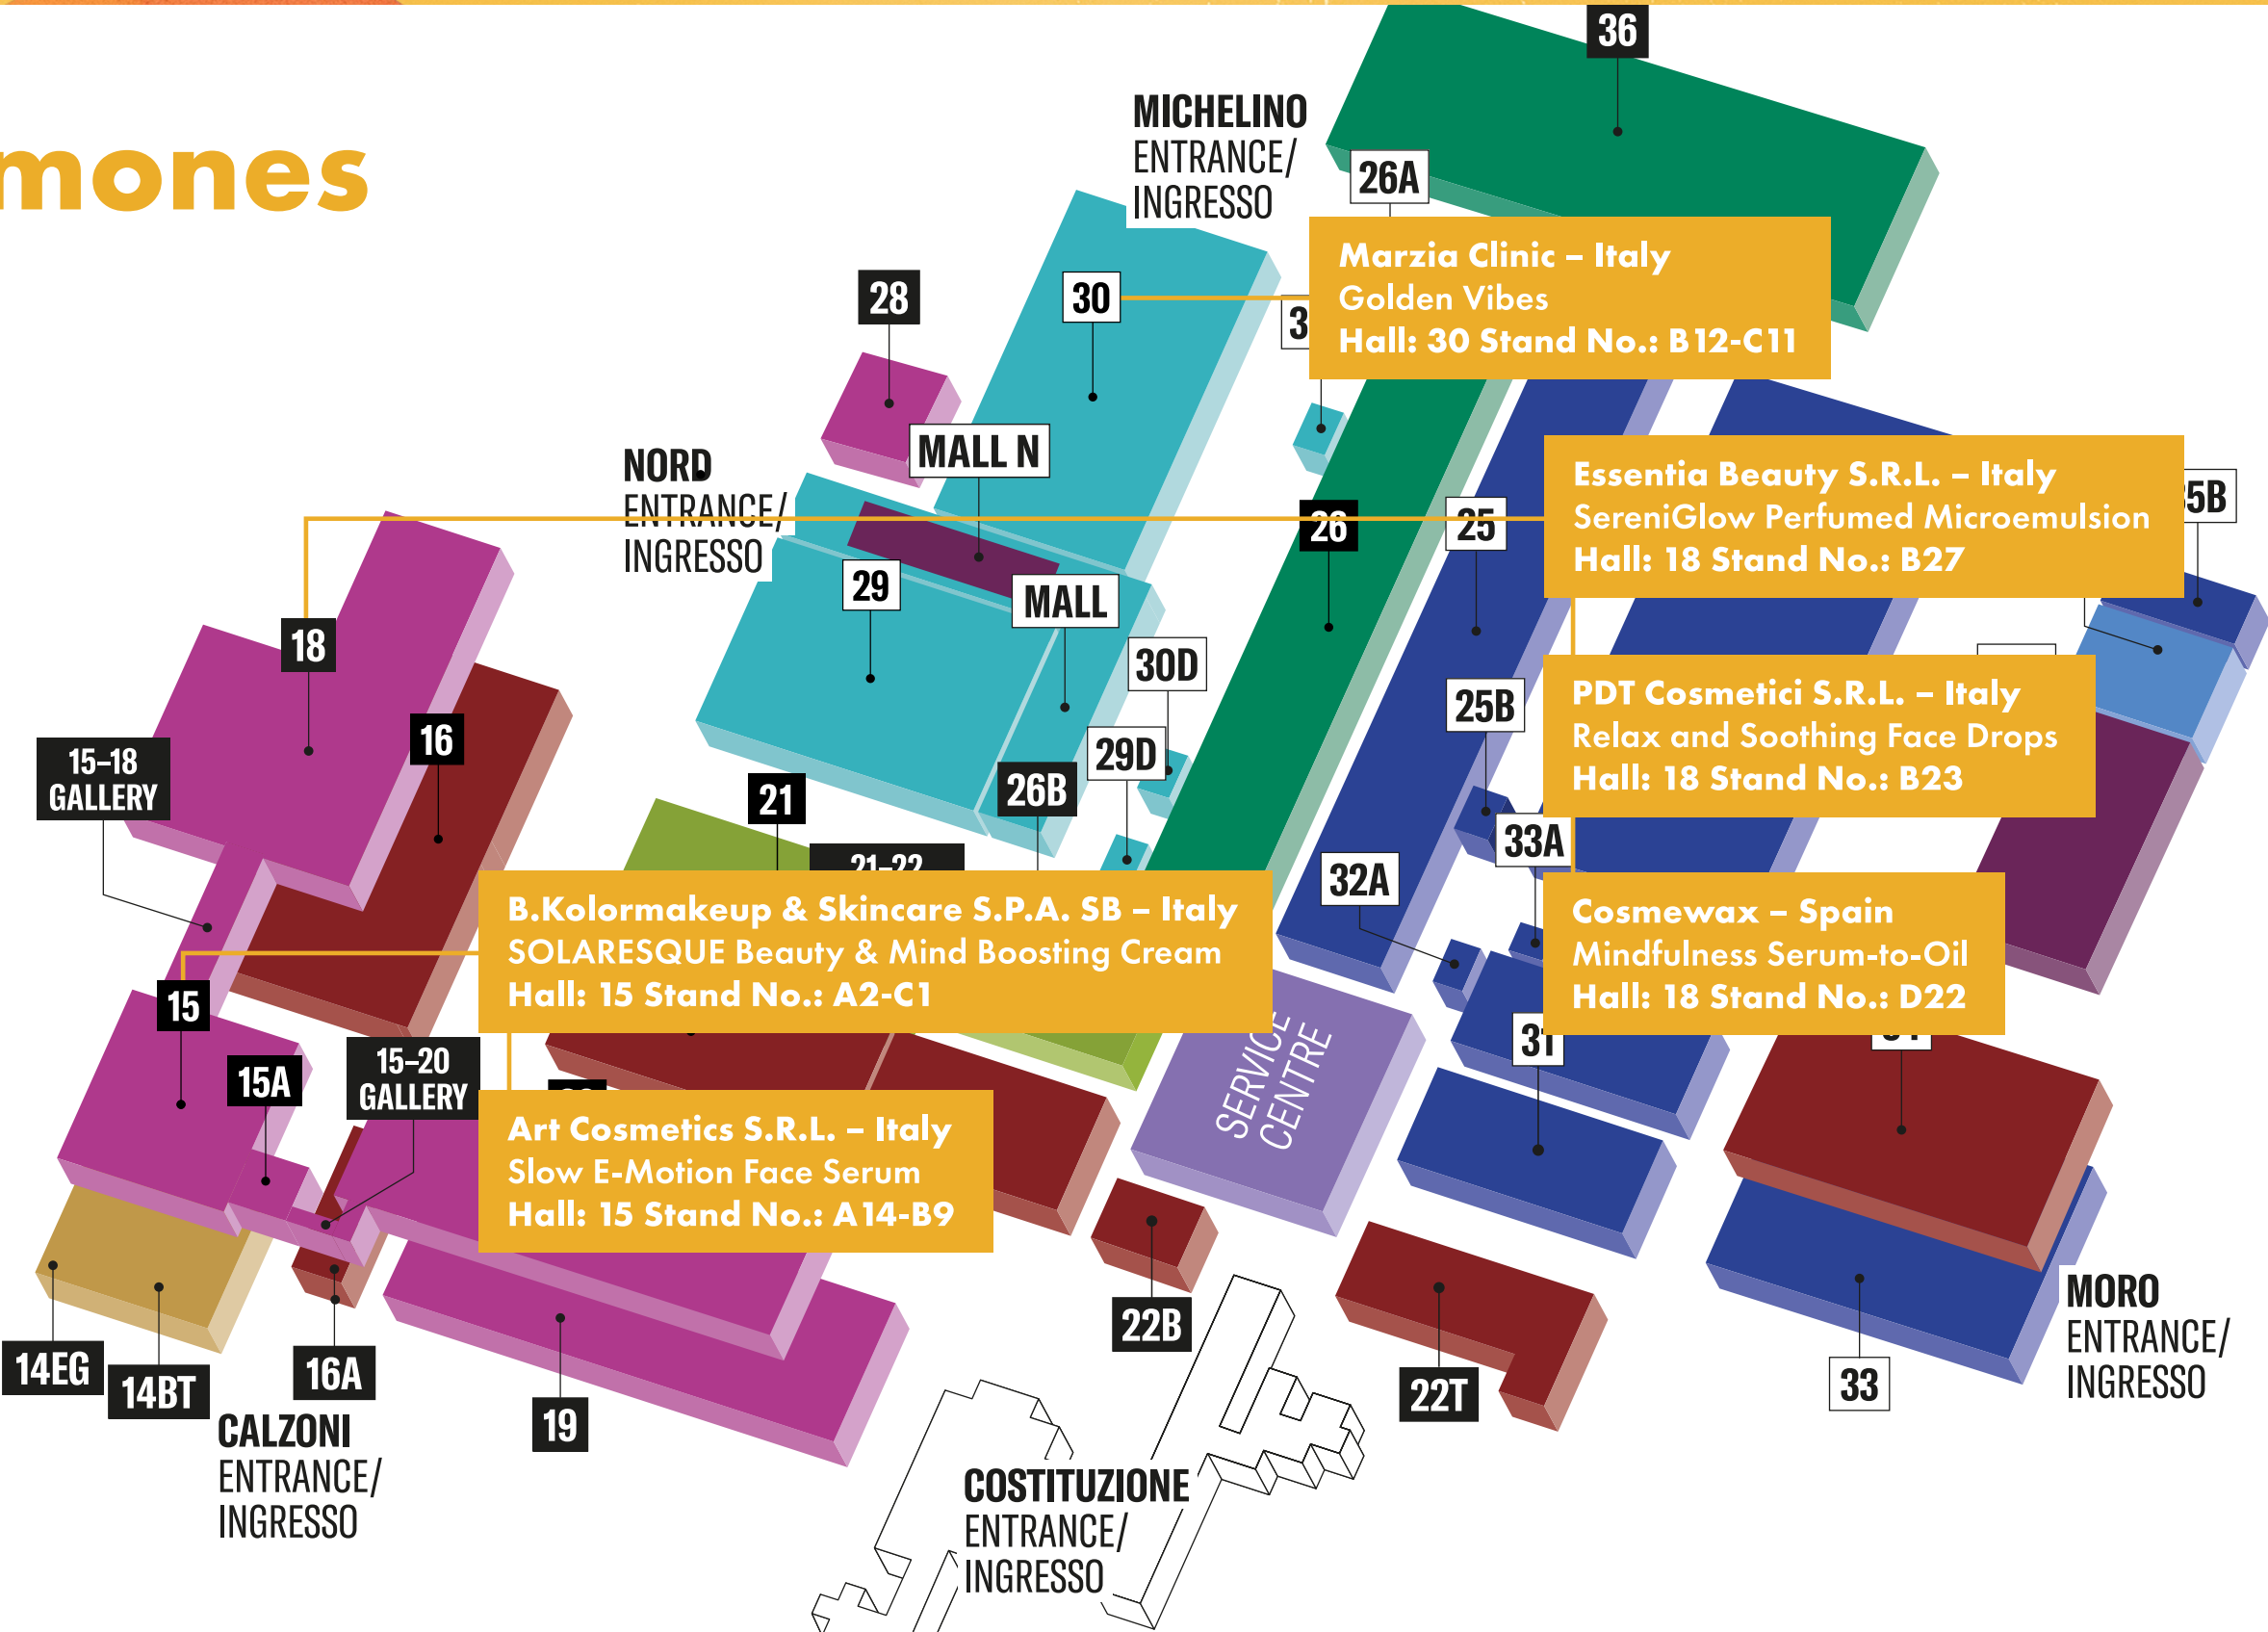 mones
36
MICHELINO
ENTRANCE/
INGRESSO
26A
Marzia Clinic – Italy
Golden Vibes
Hall: 30 Stand No.: B12-C11
28
30
MALL N
NORD
ENTRANCE/
INGRESSO
Essentia Beauty S.R.L. – Italy
SereniGlow Perfumed Microemulsion
Hall: 18 Stand No.: B27
26
25
29
MALL
18
30D
PDT Cosmetici S.R.L. – Italy
Relax and Soothing Face Drops
Hall: 18 Stand No.: B23
25B
16
29D
15–18
GALLERY
26B
21
33A
21–22
32A
B.Kolormakeup & Skincare S.P.A. SB – Italy
SOLARESQUE Beauty & Mind Boosting Cream
Hall: 15 Stand No.: A2-C1
Cosmewax – Spain
Mindfulness Serum-to-Oil
Hall: 18 Stand No.: D22
15
31
SERVICE
CENTRE
15A
15–20
GALLERY
Art Cosmetics S.R.L. – Italy
Slow E-Motion Face Serum
Hall: 15 Stand No.: A14-B9
22B
14EG
14BT
16A
19
22T
33
MORO
ENTRANCE/
INGRESSO
CALZONI
ENTRANCE/
INGRESSO
COSTITUZIONE
ENTRANCE/
INGRESSO